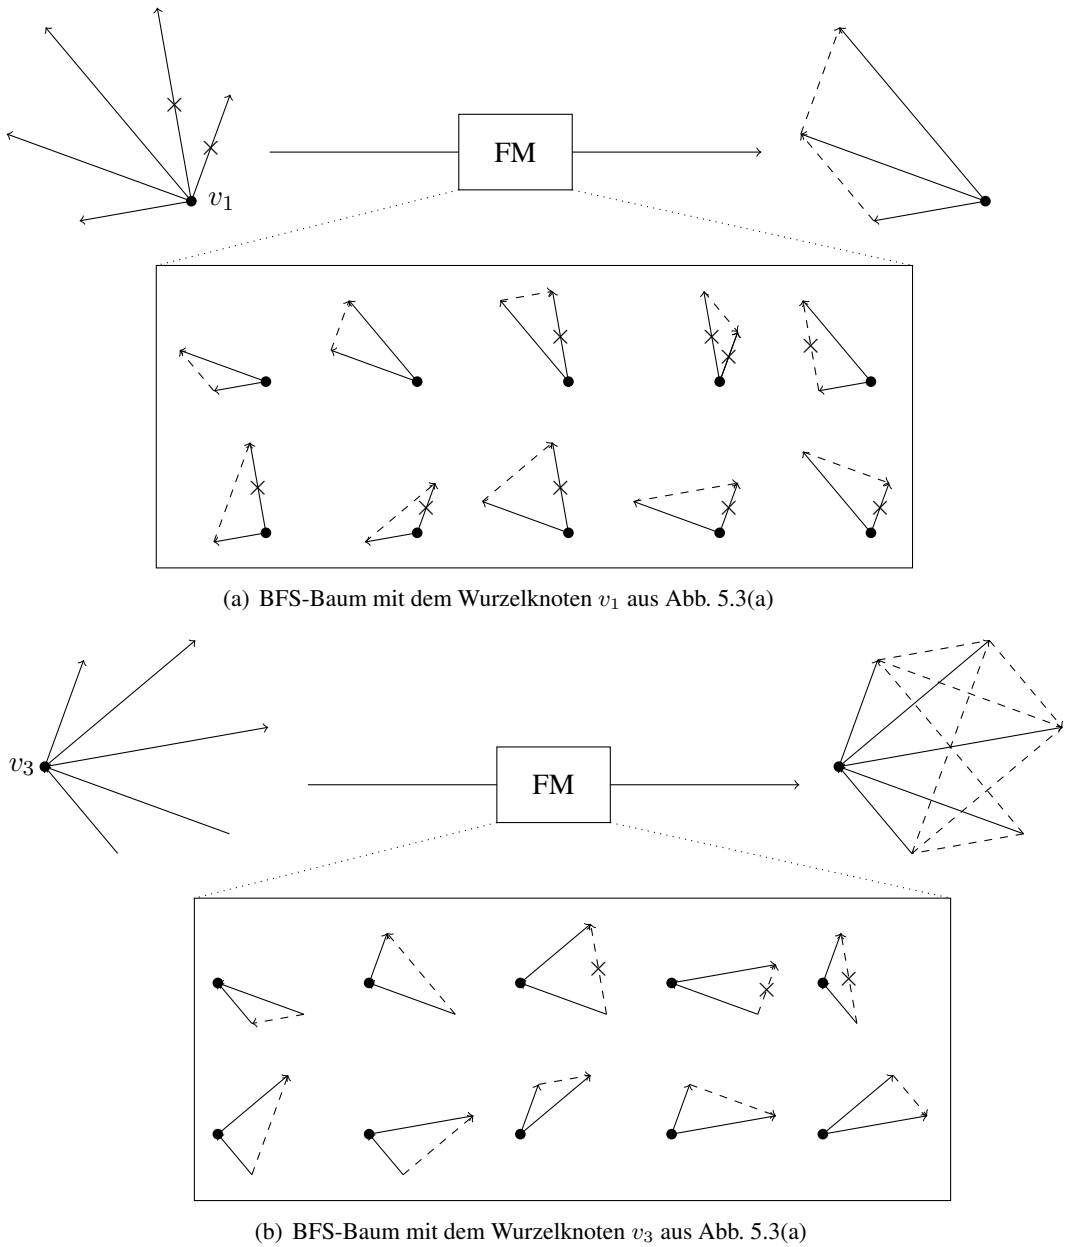 FM
v₁
(a) BFS-Baum mit dem Wurzelknoten v₁ aus Abb. 5.3(a)
v₃
FM
(b) BFS-Baum mit dem Wurzelknoten v₃ aus Abb. 5.3(a)